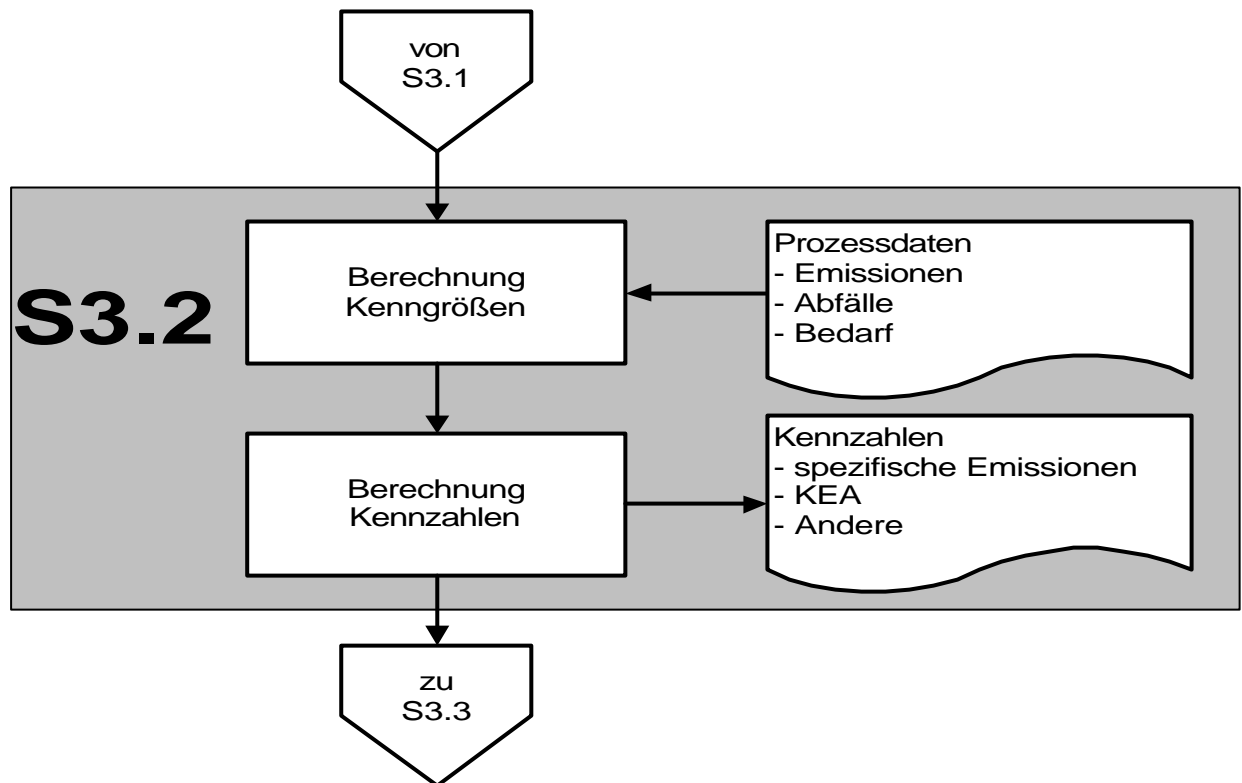 von
S3.1
S3.2
Berechnung
Kenngrößen
Prozessdaten
- Emissionen
- Abfälle
- Bedarf
Berechnung
Kennzahlen
Kennzahlen
- spezifische Emissionen
- KEA
- Andere
zu
S3.3